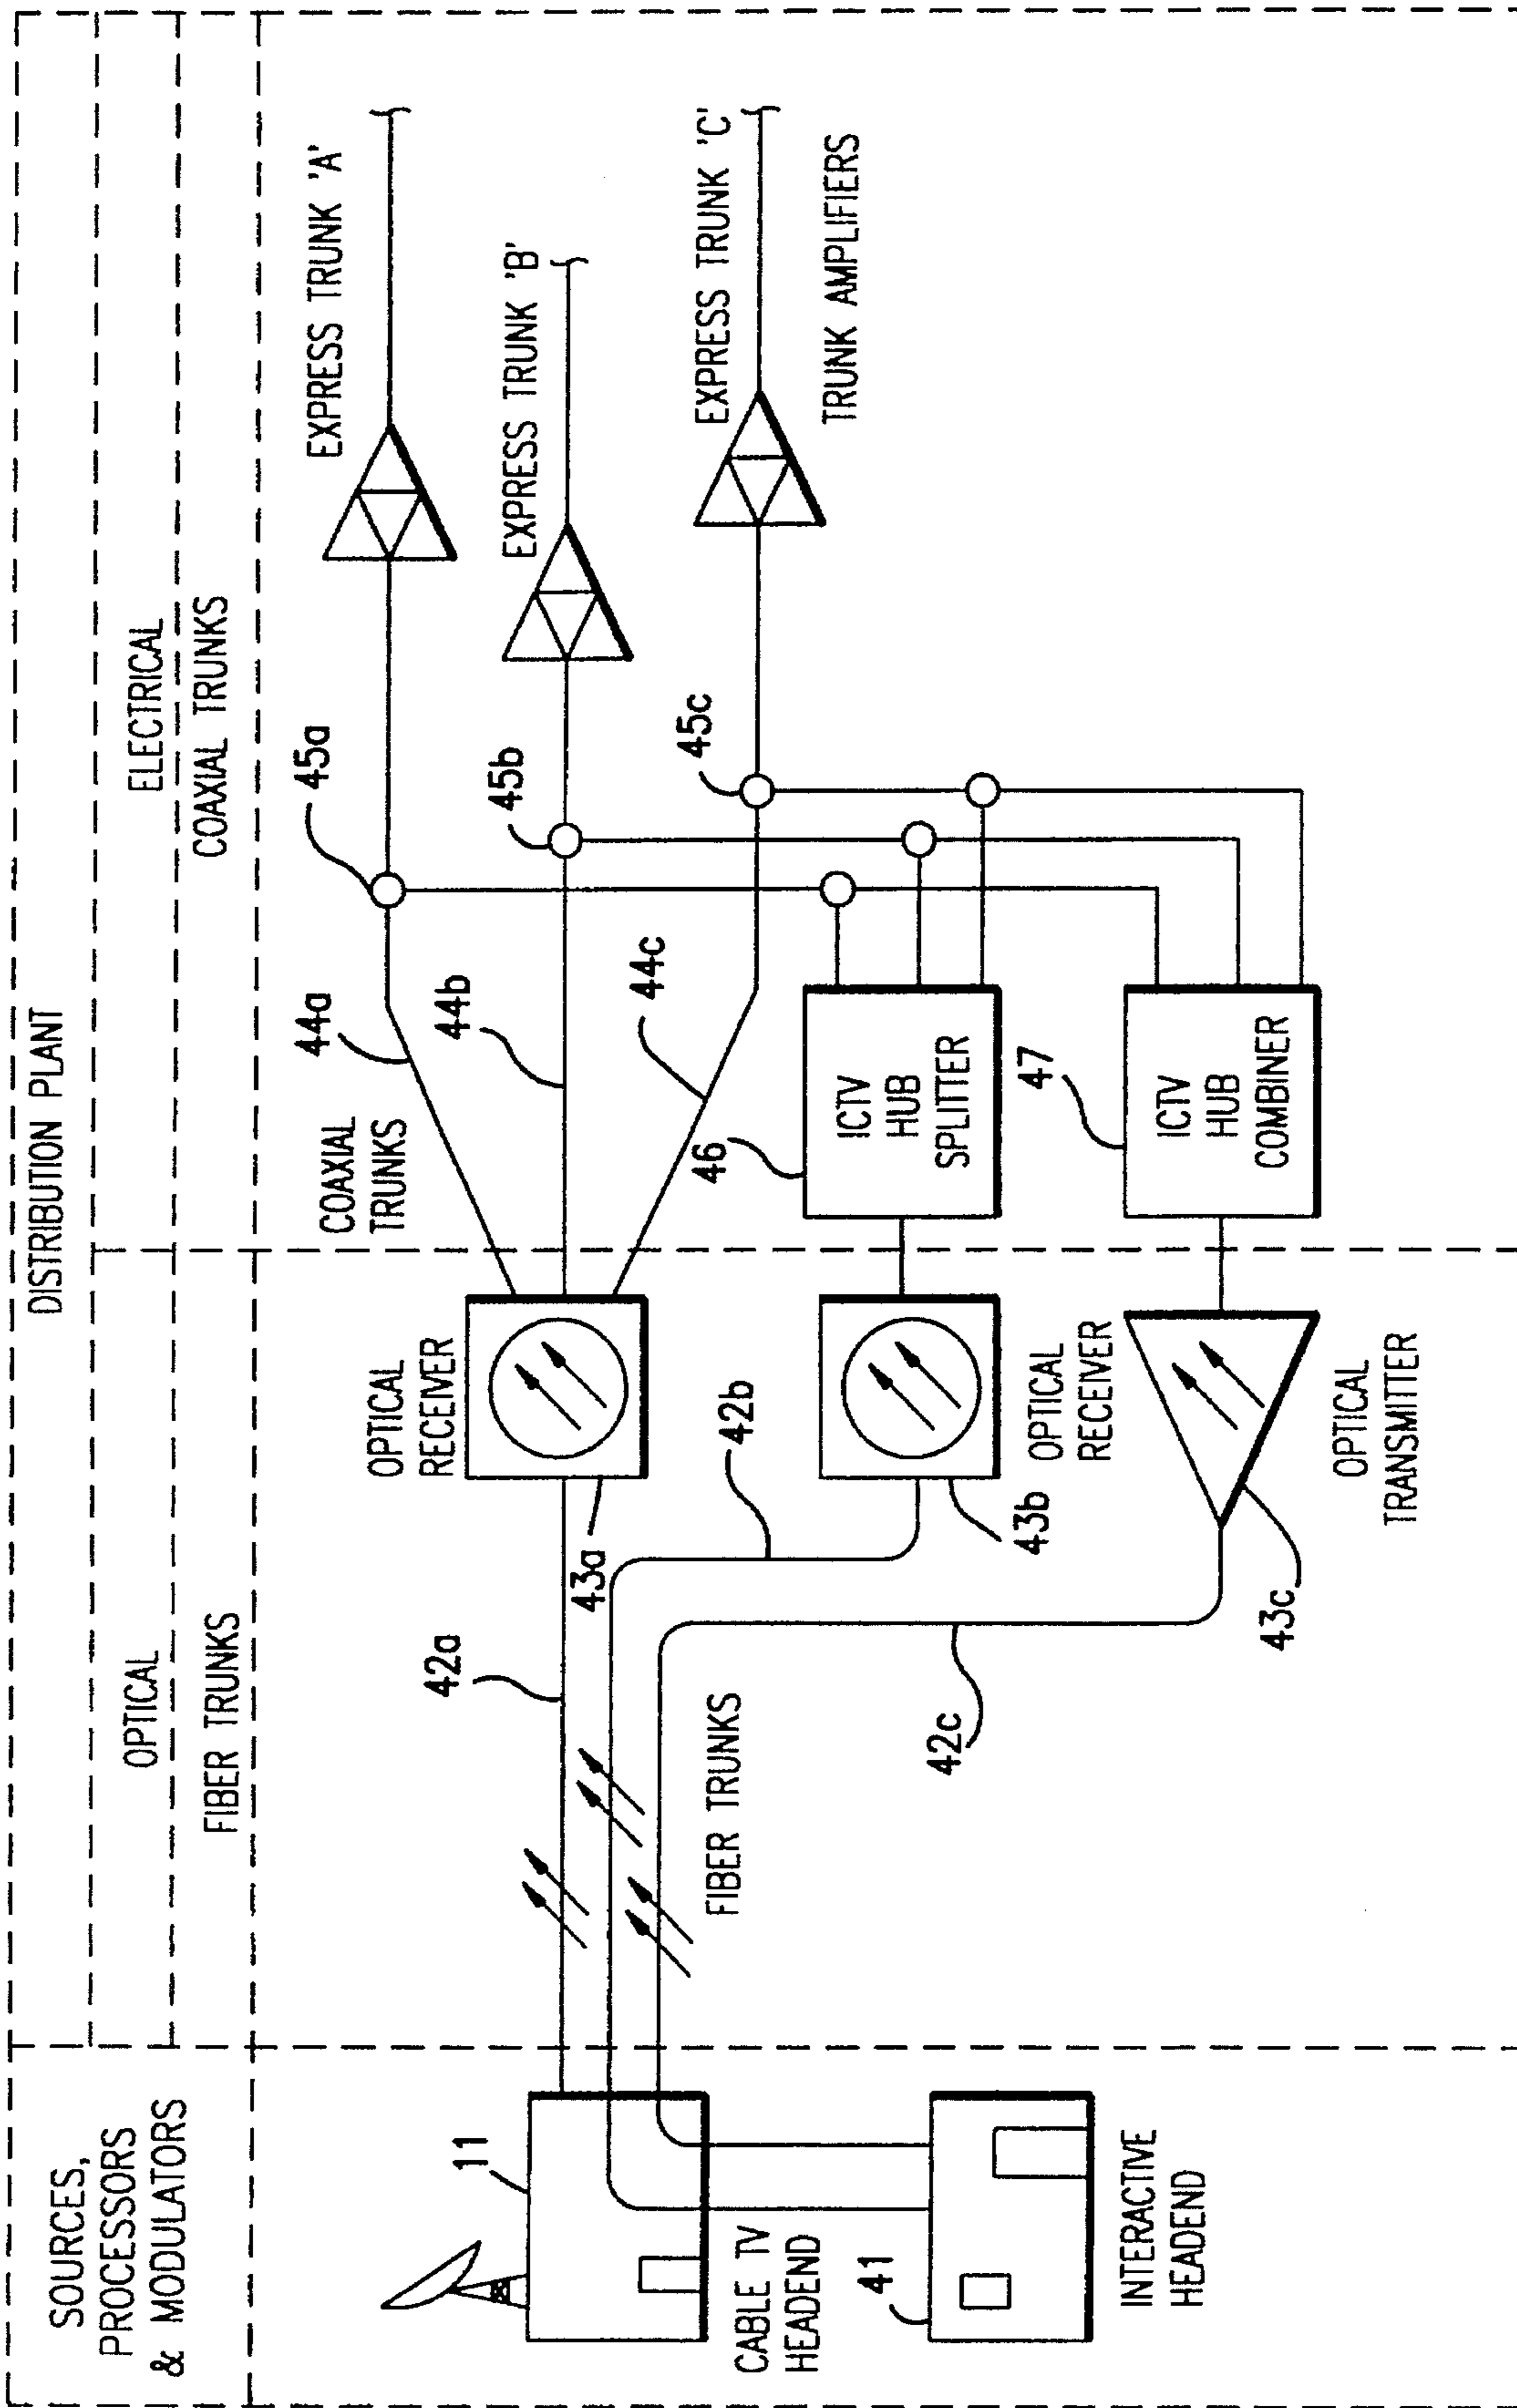 DISTRIBUTION PLANT
SOURCES,
PROCESSORS
& MODULATORS
OPTICAL
ELECTRICAL
FIBER TRUNKS
COAXIAL TRUNKS
11
CABLE TV
HEADEND
41
INTERACTIVE
HEADEND
42a
FIBER TRUNKS
42b
42c
OPTICAL
RECEIVER
43a
OPTICAL
RECEIVER
43b
OPTICAL
TRANSMITTER
43c
COAXIAL
TRUNKS
44a
44b
44c
45a
45b
45c
46
ICTV
HUB
SPLITTER
47
ICTV
HUB
COMBINER
EXPRESS TRUNK 'A'
EXPRESS TRUNK 'B'
EXPRESS TRUNK 'C'
TRUNK AMPLIFIERS